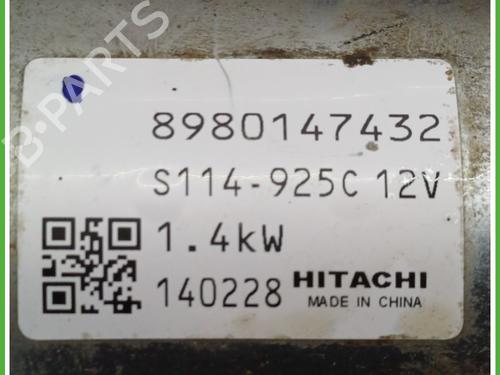 B-PARTS
8980147432
S114-925C 12V
1.4kW
140228 HITACHI
MADE IN CHINA